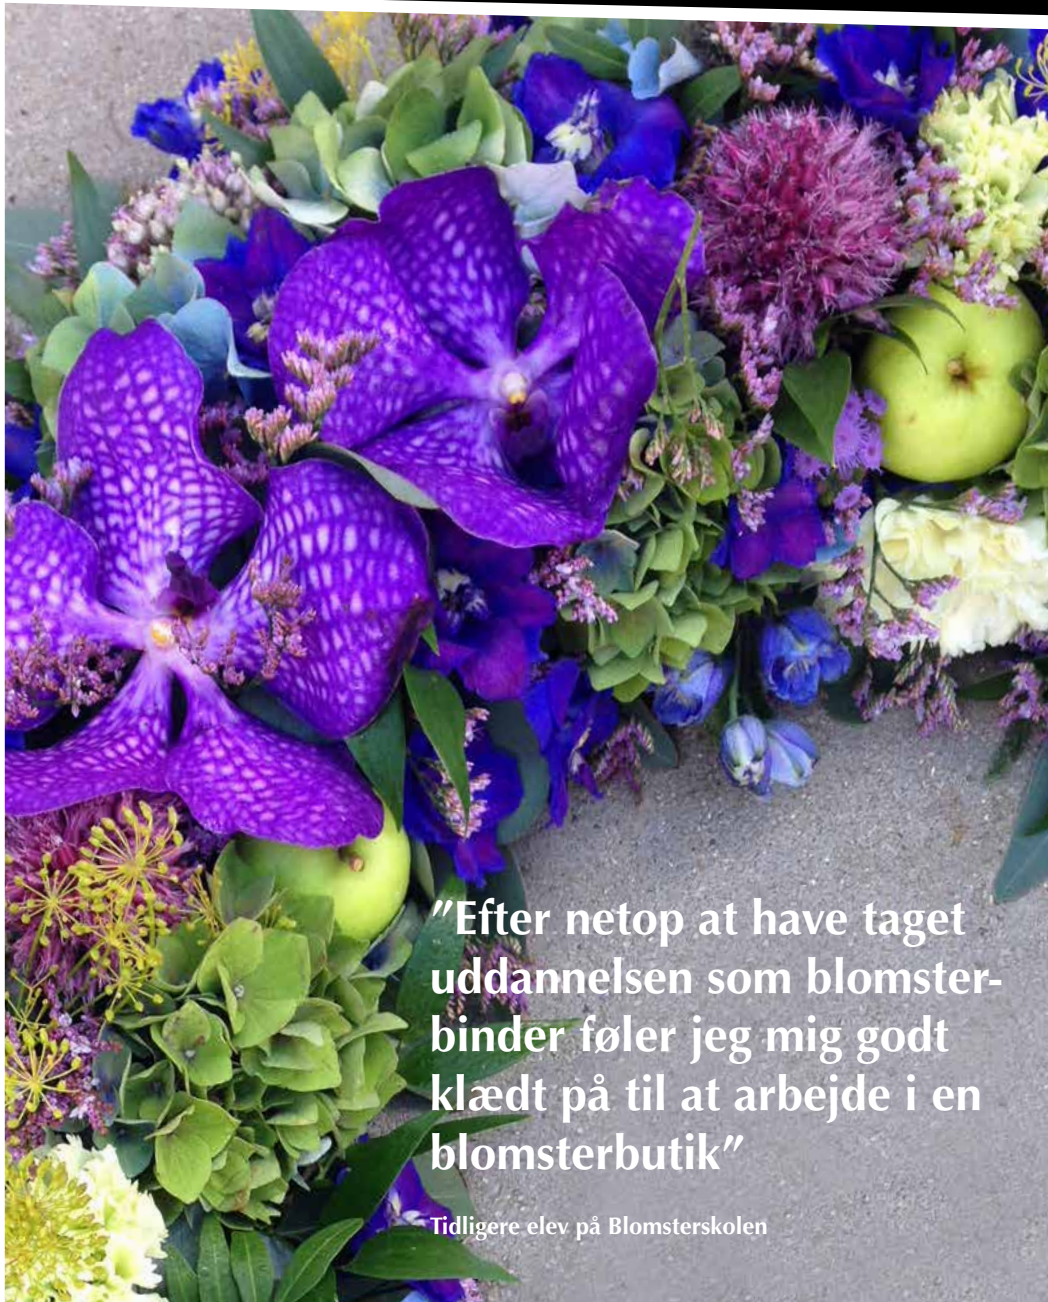 ”Efter netop at have taget
uddannelsen som blomster-
binder føler jeg mig godt
klædt på til at arbejde i en
blomsterbutik”
Tidligere elev på Blomsterskolen